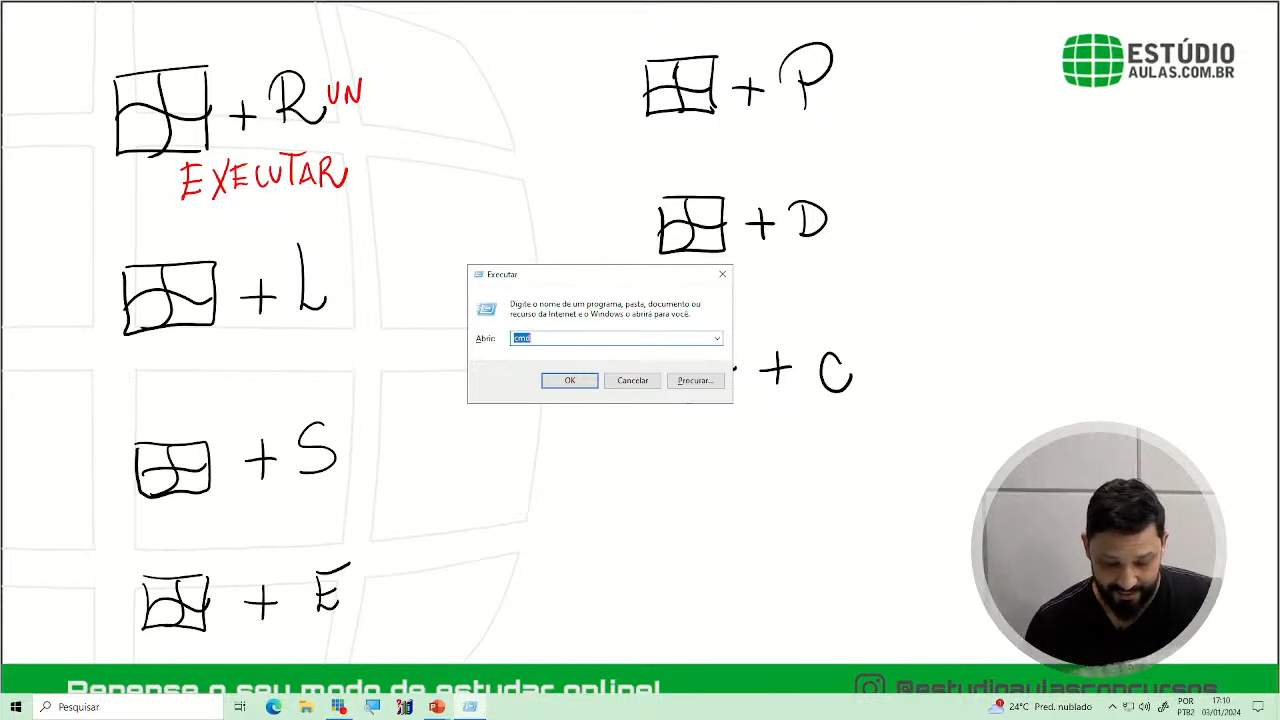 + RUN
EXECUTAR
+ L
+ S
+ E
+ P
+ D
+ C
ESTÚDIO
AULAS.COM.BR
Executar
Digite o nome de um programa, pasta, documento ou
recurso da Internet e o Windows o abrirá para você.
Abrir:
cmd
OK
Cancelar
Procurar...
Repense o seu modo de estudar online!
@estudioaulasconcursos
Pesquisar
24°C Pred. nublado
POR
PTB2
17:10
03/01/2024